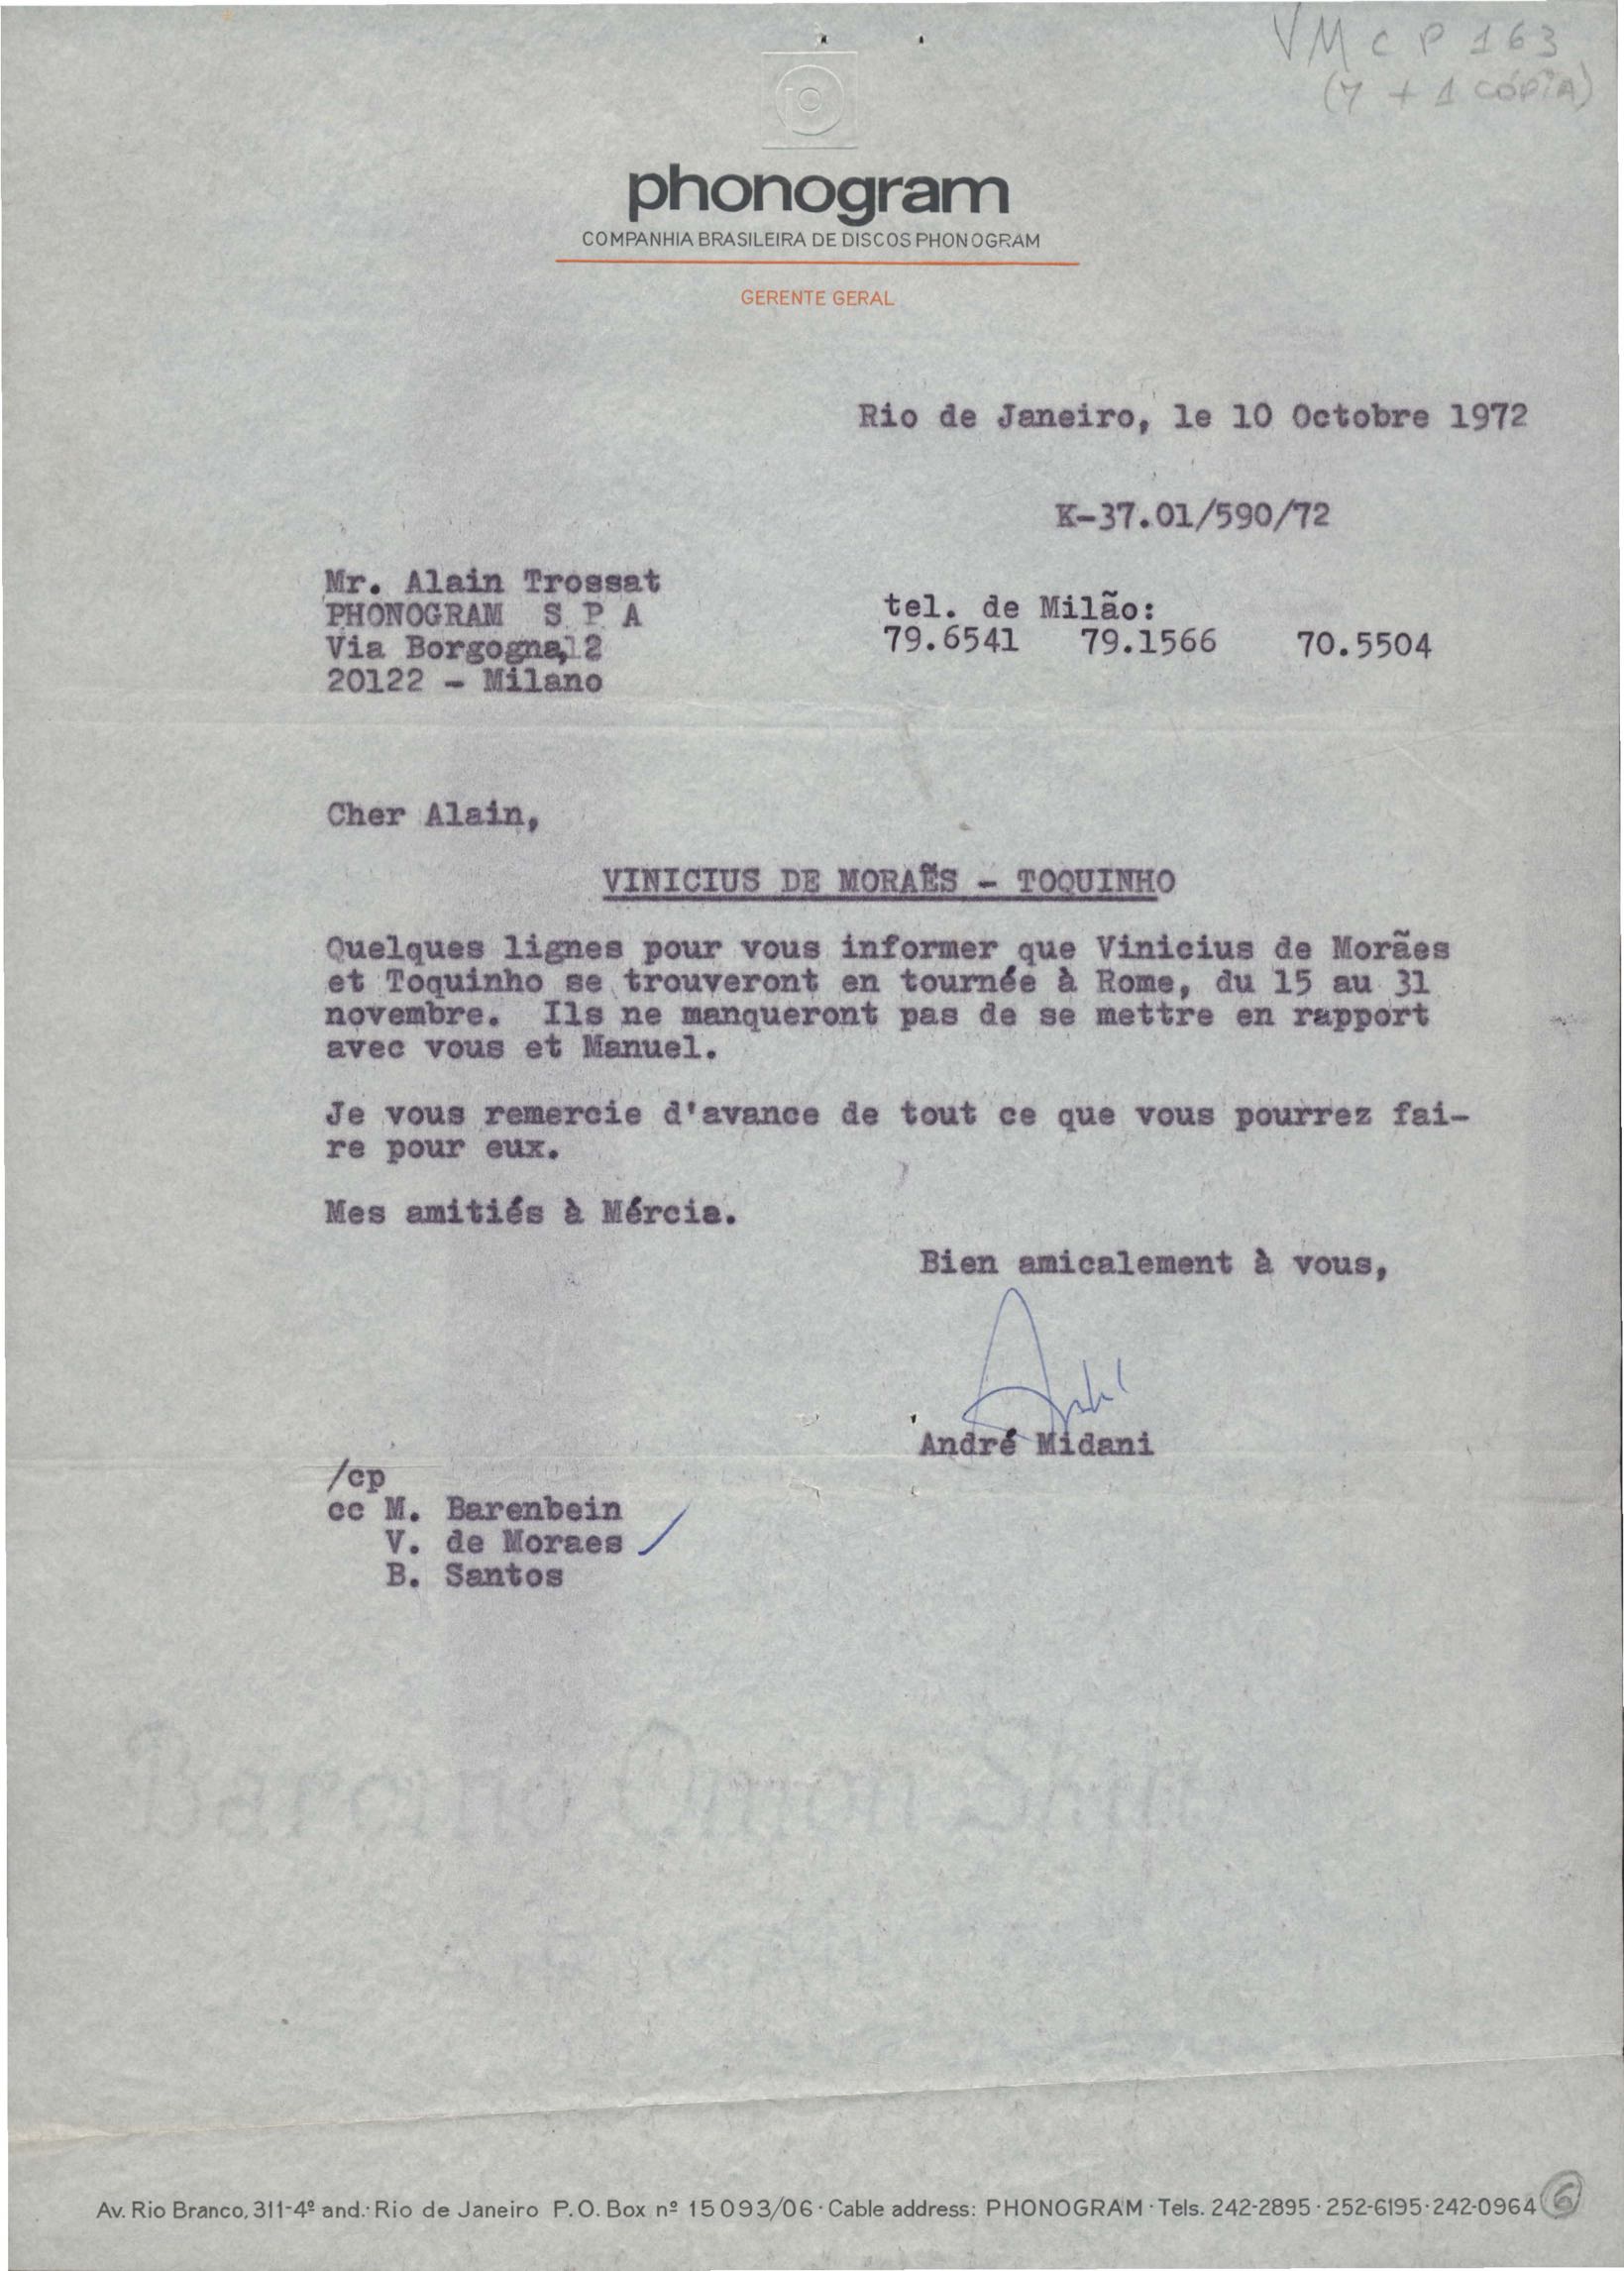 VMCP 163
(7 + 1 CÓPIA)
phonogram
COMPANHIA BRASILEIRA DE DISCOS PHONOGRAM
GERENTE GERAL
Rio de Janeiro, le 10 Octobre 1972
K-37.01/590/72
Mr. Alain Trossat
PHONOGRAM S P A
Via Borgogna,12
20122 - Milano
tel. de Milão:
79.6541 79.1566 70.5504
Cher Alain,
VINICIUS DE MORAẼS - TOQUINHO
Quelques lignes pour vous informer que Vinicius de Morães
et Toquinho se trouveront en tournée à Rome, du 15 au 31
novembre. Ils ne manqueront pas de se mettre en rapport
avec vous et Manuel.
Je vous remercie d'avance de tout ce que vous pourrez fai-
re pour eux.
Mes amitiés à Mércia.
Bien amicalement à vous,
André
André Midani
/cp
cc M. Barenbein
V. de Moraes
B. Santos
Av. Rio Branco, 311-4º and.·Rio de Janeiro P.O. Box nº 15093/06·Cable address: PHONOGRAM·Tels. 242-2895·252-6195·242-0964
6